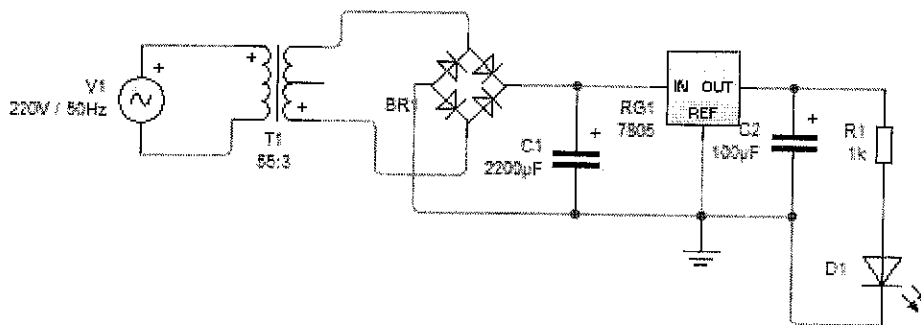 V1
220V / 50Hz
T1
55:3
BR1
C1
2200µF
RG1
7805
IN OUT
REF
C2
100µF
R1
1k
D1